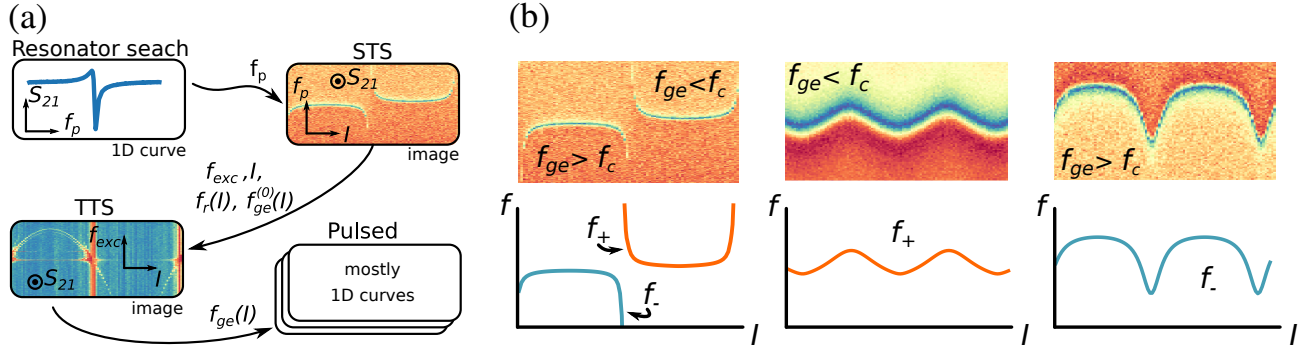 (a)
Resonator seach
S21
fp
1D curve
fp
STS
S21
fp
I
image
fexc ,I,
fr(I), fge(0)(I)
TTS
fexc
S21
I
image
fge(I)
Pulsed
mostly
1D curves
(b)
fge<fc
fge> fc
fge< fc
fge> fc
f
f+
f-
I
f+
I
f-
I